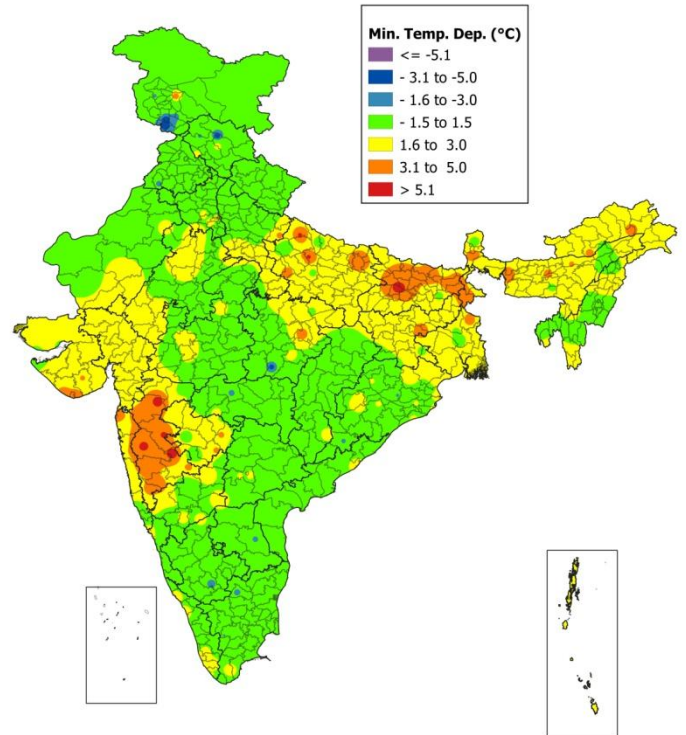 Min. Temp. Dep. (°C)
<= -5.1
- 3.1 to -5.0
- 1.6 to -3.0
- 1.5 to 1.5
1.6 to 3.0
3.1 to 5.0
> 5.1